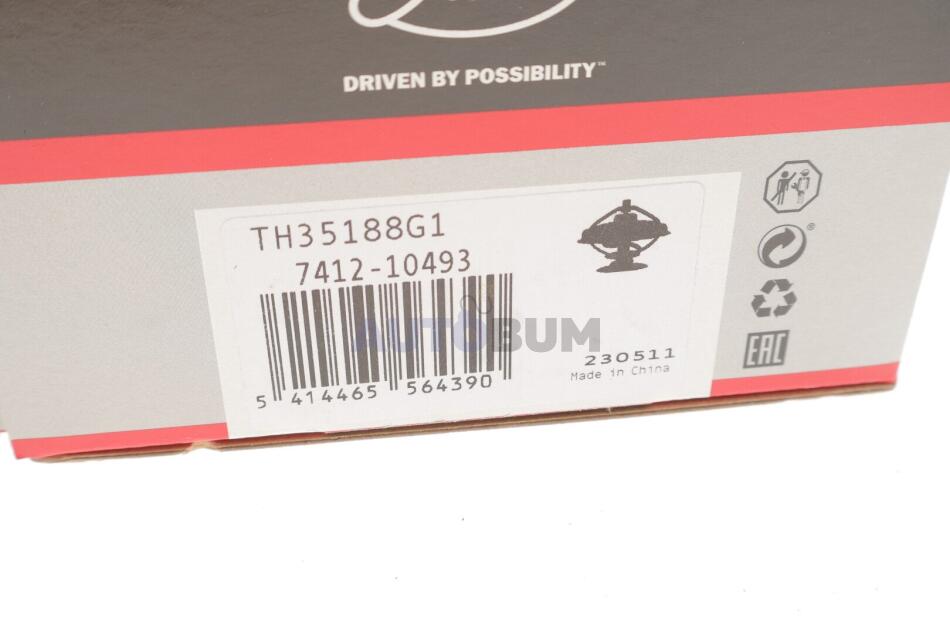 DRIVEN BY POSSIBILITY™
TH35188G1
7412-10493
AUTOBUM
5 414465 564390
230511
Made in China
®
EAC